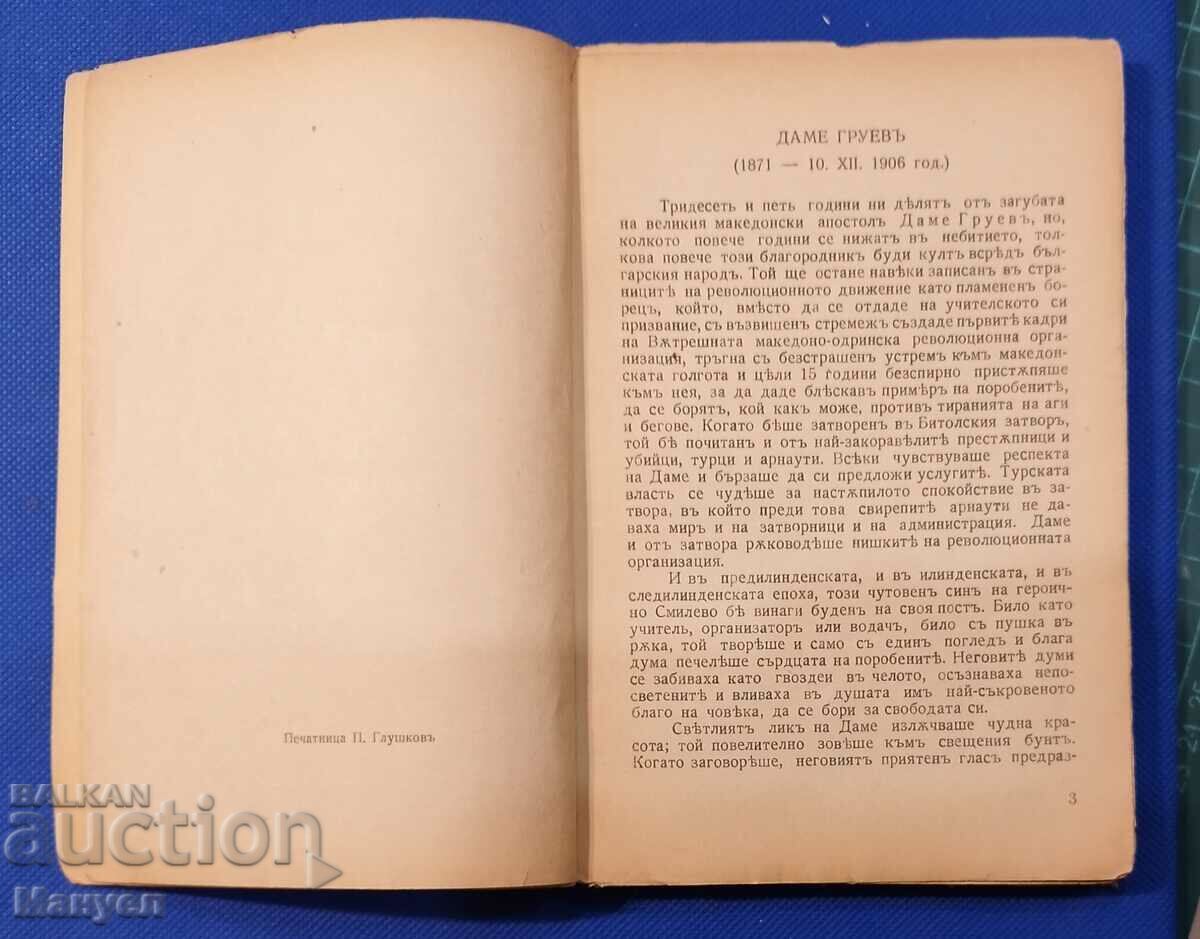 Печатница П. Глушковъ
ДАМЕ ГРУЕВЪ
(1871 — 10. XII. 1906 год.)
Тридесеть и петь години ни дѣлятъ отъ загубата
на великия македонски апостолъ Даме Груевъ, но,
колкото повече години се нижатъ въ небитието, тол-
кова повече този благородникъ буди култъ всрѣдъ бъл-
гарския народъ. Той ще остане навѣки записанъ въ стра-
ницитѣ на революционното движение като пламененъ бо-
рецъ, който, вмѣсто да се отдаде на учителското си
призвание, съ възвишенъ стремежъ създаде първитѣ кадри
на Вѫтрешната македоно-одринска революционна орга-
низация, тръгна съ безстрашенъ устремъ къмъ македон-
ската голгота и цѣли 15 години безспирно пристѫпяше
къмъ нея, за да даде блѣскавъ примѣръ на поробенитѣ,
да се борятъ, кой какъ може, противъ тиранията на аги
и бегове. Когато бѣше затворенъ въ Битолския затворъ,
той бѣ почитанъ и отъ най-закоравѣлитѣ престѫпници и
убийци, турци и арнаути. Всѣки чувствуваше респекта
на Даме и бързаше да си предложи услугитѣ. Турската
власть се чудѣше за настѫпилото спокойствие въ за-
твора, въ който преди това свирепитѣ арнаути не да-
ваха миръ и на затворници и на администрация. Даме
и отъ затвора рѫководѣше нишкитѣ на революционната
организация.
И въ предилинденската, и въ илинденската, и въ
следилинденската епоха, този чутовенъ синъ на героич-
но Смилево бѣ винаги буденъ на своя постъ. Било като
учитель, организаторъ или водачъ, било съ пушка въ
рѫка, той творѣше и само съ единъ погледъ и блага
дума печелѣше сърдцата на поробенитѣ. Неговитѣ думи
се забиваха като гвоздеи въ челото, осъзнаваха непо-
светенитѣ и вливаха въ душата имъ най-съкровеното
благо на човѣка, да се бори за свободата си.
Свѣтлиятъ ликъ на Даме излѫчваше чудна кра-
сота; той повелително зовѣше къмъ свещения бунтъ.
Когато заговорѣше, неговиятъ приятенъ гласъ предраз-
3
BALKAN
auction
Мануел
24